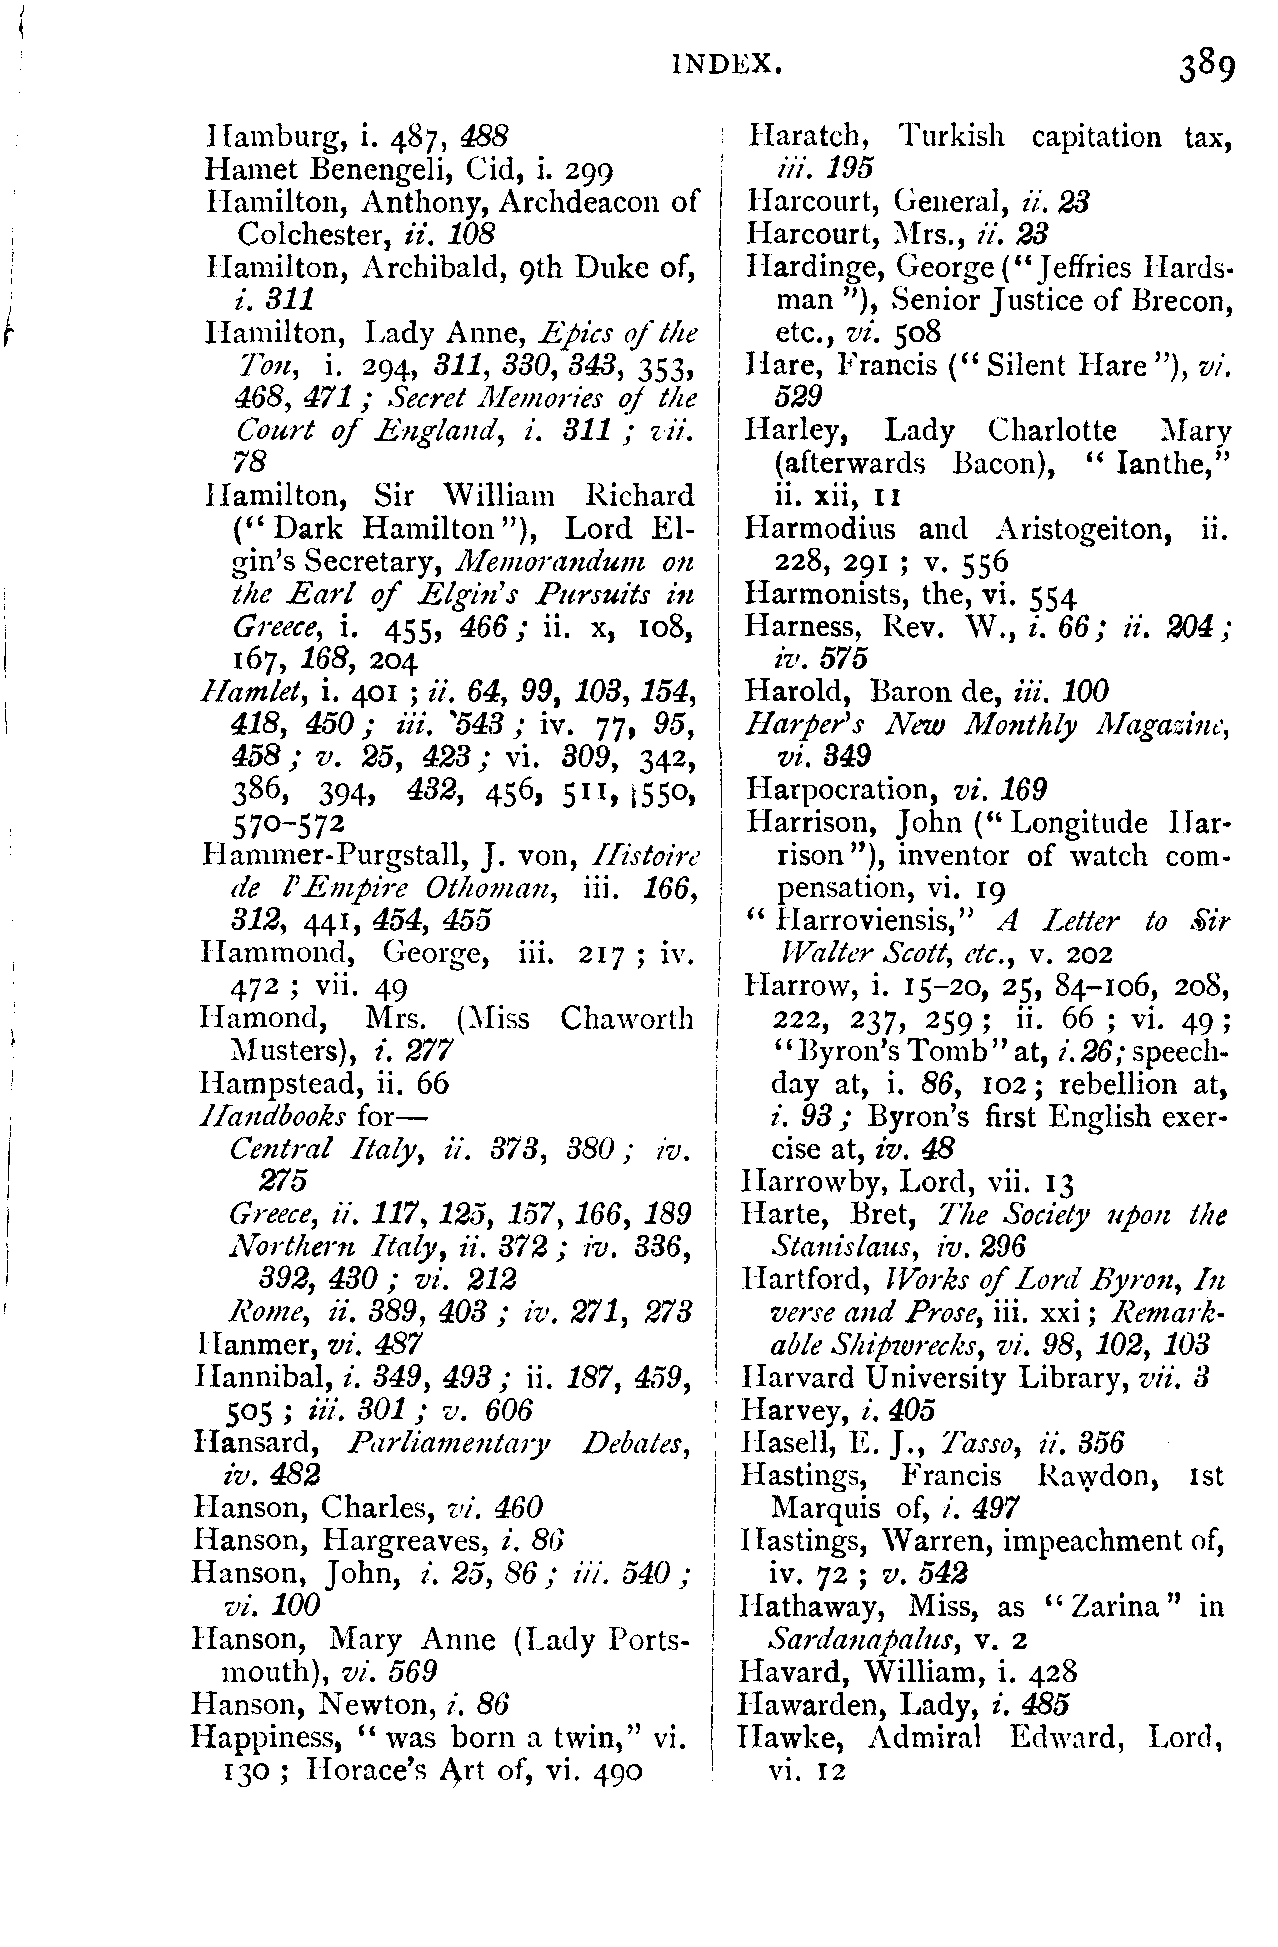 INDEX. 389
Hamburg, i. 487, 488
Hamet Benengeli, Cid, i. 299
Hamilton, Anthony, Archdeacon of
Colchester, ii. 108
Hamilton, Archibald, 9th Duke of,
i. 311
Hamilton, Lady Anne, Epics of the
Ton, i. 294, 311, 330, 343, 353,
468, 471; Secret Memories of the
Court of England, i. 311; vii.
78
Hamilton, Sir William Richard
("Dark Hamilton"), Lord El-
gin's Secretary, Memorandum on
the Earl of Elgin's Pursuits in
Greece, i. 455, 466; ii. x, 108,
167, 168, 204
Hamlet, i. 401; ii. 64, 99, 103, 154,
418, 450; iii. 543; iv. 77, 95,
458; v. 25, 423; vi. 309, 342,
386, 394, 432, 456, 511, 550,
570-572
Hammer-Purgstall, J. von, Histoire
de l'Empire Othoman, iii. 166,
312, 441, 454, 455
Hammond, George, iii. 217; iv.
472; vii. 49
Hamond, Mrs. (Miss Chaworth
Musters), i. 277
Hampstead, ii. 66
Handbooks for—
Central Italy, ii. 373, 380; iv.
275
Greece, ii. 117, 125, 157, 166, 189
Northern Italy, ii. 372; iv. 336,
392, 430; vi. 212
Rome, ii. 389, 403; iv. 271, 273
Hanmer, vi. 487
Hannibal, i. 349, 493; ii. 187, 459,
505; iii. 301; v. 606
Hansard, Parliamentary Debates,
iv. 482
Hanson, Charles, vi. 460
Hanson, Hargreaves, i. 86
Hanson, John, i. 25, 86; iii. 540;
vi. 100
Hanson, Mary Anne (Lady Ports-
mouth), vi. 569
Hanson, Newton, i. 86
Happiness, "was born a twin," vi.
130; Horace's Art of, vi. 490
Haratch, Turkish capitation tax,
iii. 195
Harcourt, General, ii. 23
Harcourt, Mrs., ii. 23
Hardinge, George ("Jeffries Hards-
man"), Senior Justice of Brecon,
etc., vi. 508
Hare, Francis ("Silent Hare"), vi.
529
Harley, Lady Charlotte Mary
(afterwards Bacon), "Ianthe,"
ii. xii, 11
Harmodius and Aristogeiton, ii.
228, 291; v. 556
Harmonists, the, vi. 554
Harness, Rev. W., i. 66; ii. 204;
iv. 575
Harold, Baron de, iii. 100
Harper's New Monthly Magazine,
vi. 349
Harpocration, vi. 169
Harrison, John ("Longitude Har-
rison"), inventor of watch com-
pensation, vi. 19
"Harroviensis," A Letter to Sir
Walter Scott, etc., v. 202
Harrow, i. 15-20, 25, 84-106, 208,
222, 237, 259; ii. 66; vi. 49;
"Byron's Tomb" at, i. 26; speech-
day at, i. 86, 102; rebellion at,
i. 93; Byron's first English exer-
cise at, iv. 48
Harrowby, Lord, vii. 13
Harte, Bret, The Society upon the
Stanislaus, iv. 296
Hartford, Works of Lord Byron, In
verse and Prose, iii. xxi; Remark-
able Shipwrecks, vi. 98, 102, 103
Harvard University Library, vii. 3
Harvey, i. 405
Hasell, E. J., Tasso, ii. 356
Hastings, Francis Rawdon, 1st
Marquis of, i. 497
Hastings, Warren, impeachment of,
iv. 72; v. 542
Hathaway, Miss, as "Zarina" in
Sardanapalus, v. 2
Havard, William, i. 428
Hawarden, Lady, i. 485
Hawke, Admiral Edward, Lord,
vi. 12